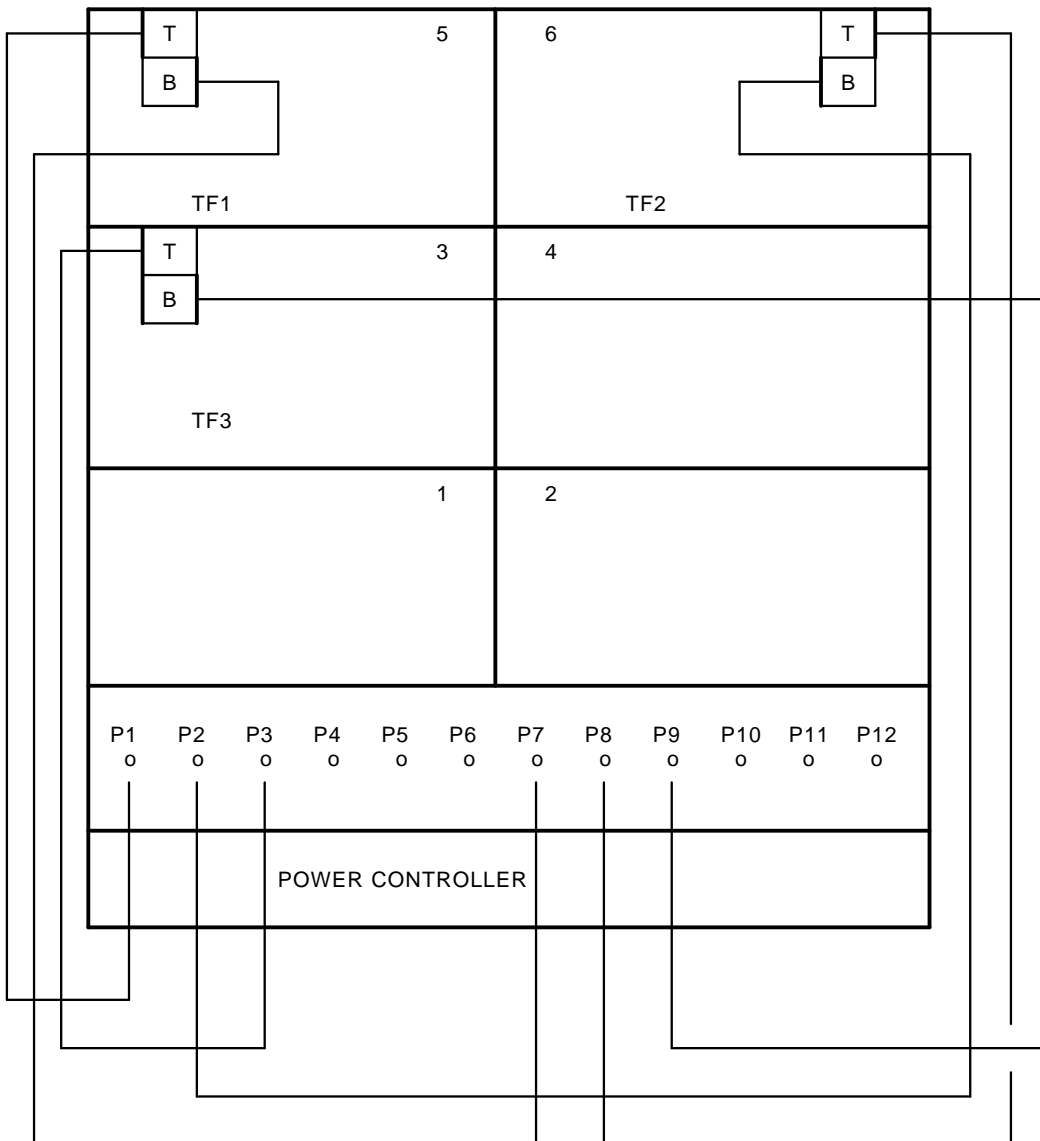 T 5 6 T
B B
TF1 TF2
T 3 4
B
TF3
1 2
P1 P2 P3 P4 P5 P6 P7 P8 P9 P10 P11 P12
o o o o o o o o o o o o
POWER CONTROLLER